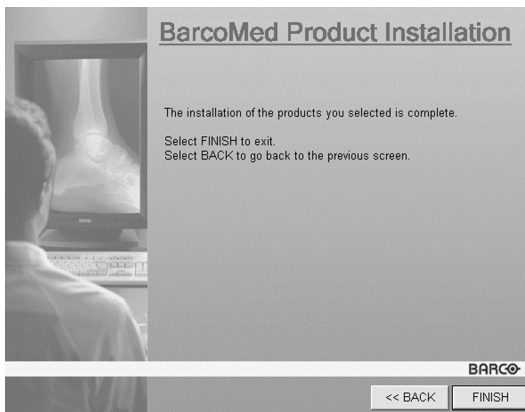 BarcoMed Product Installation
The installation of the products you selected is complete.
Select FINISH to exit.
Select BACK to go back to the previous screen.
BARCO
<< BACK
FINISH